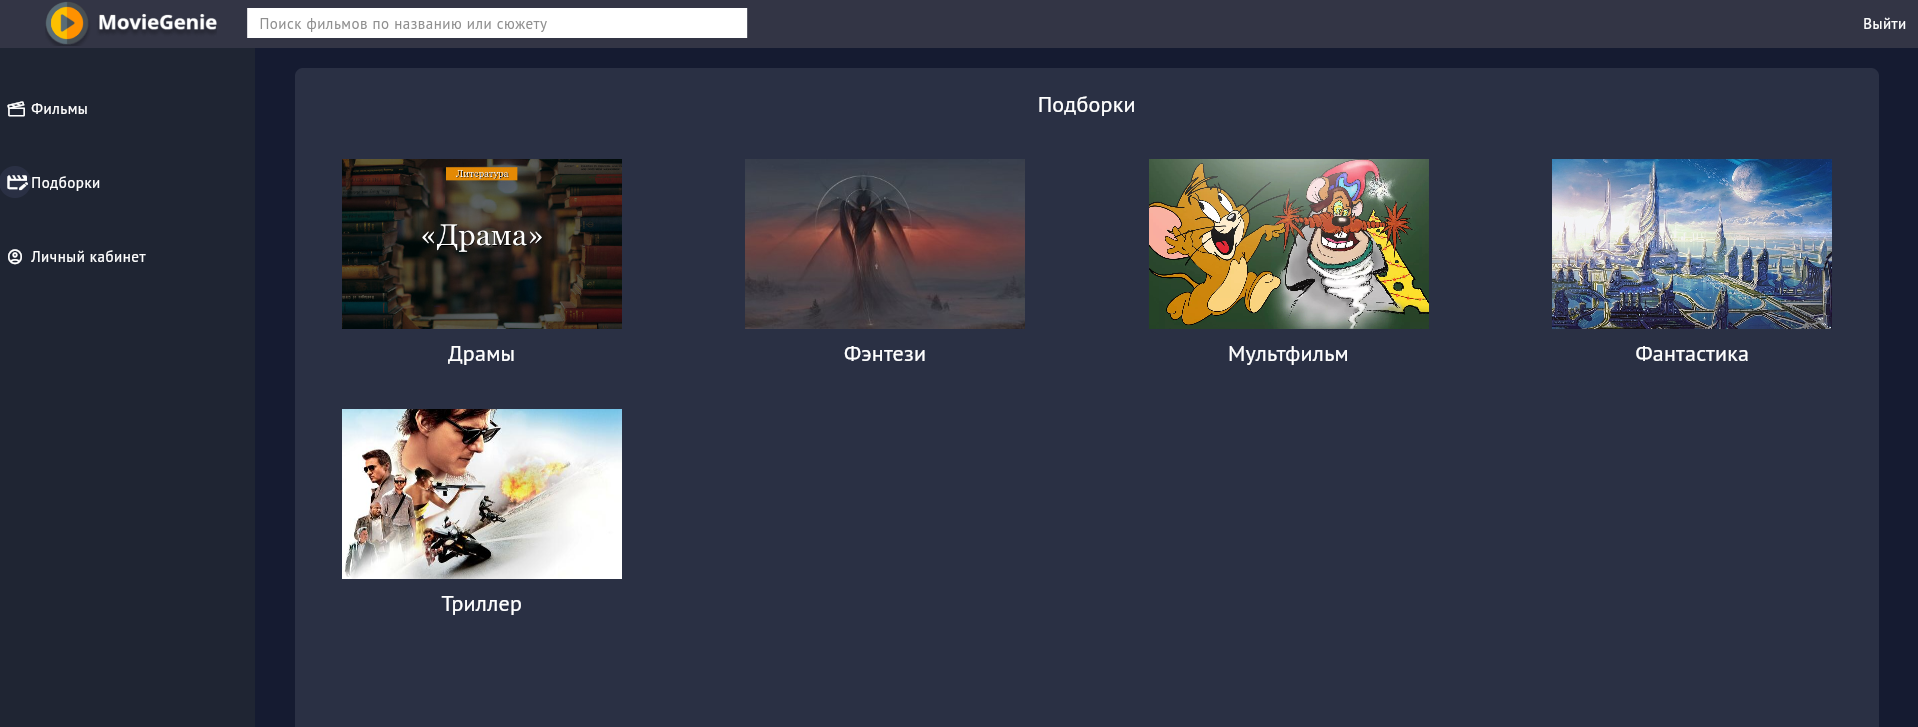 MovieGenie
Поиск фильмов по названию или сюжету
Выйти
Фильмы
Подборки
Личный кабинет
Подборки
Литература
«Драма»
Драмы
Фэнтези
Мультфильм
Фантастика
Триллер